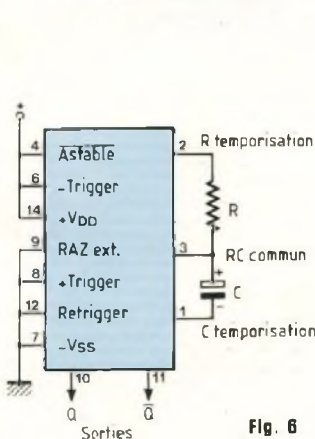 +
4 Astable 2 R temporisation
6 -Trigger
14 +VDD R
9 RAZ ext. 3 RC commun
8 +Trigger +
12 Retrigger C
-
7 -VSS 1 C temporisation
10 11
Q Q̅
Sorties
Fig. 6